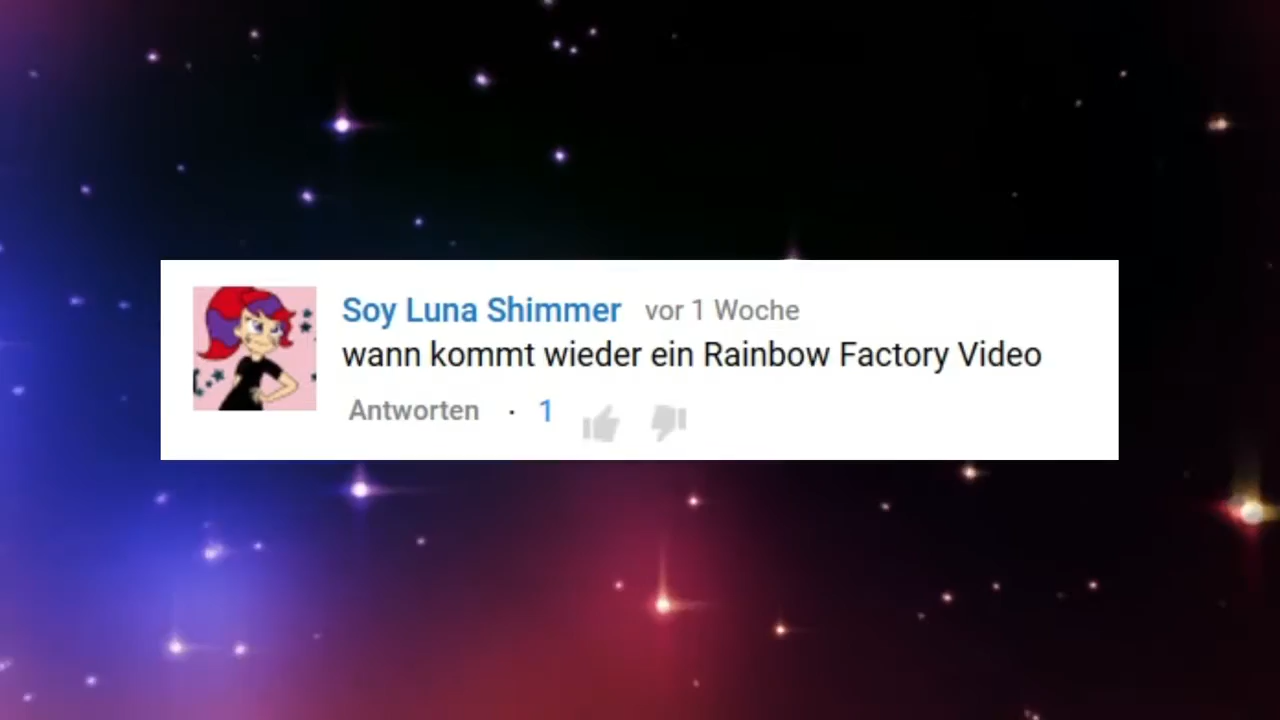 Soy Luna Shimmer vor 1 Woche
wann kommt wieder ein Rainbow Factory Video
Antworten · 1